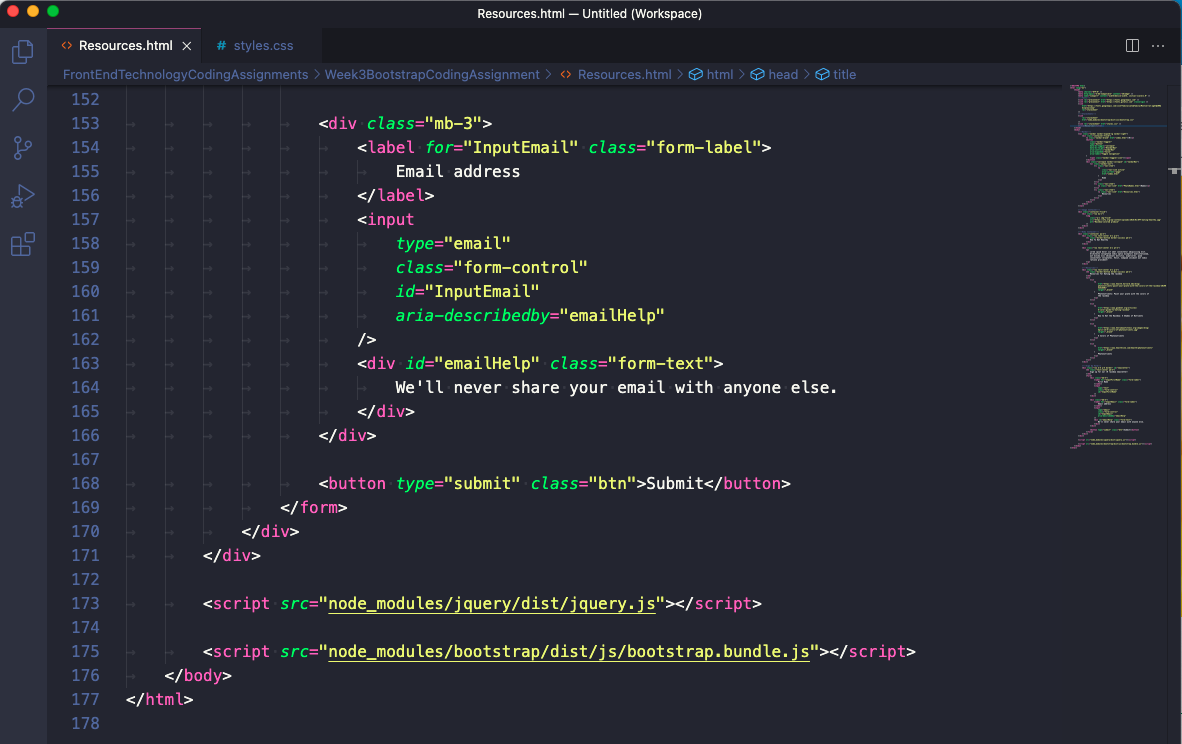 Resources.html — Untitled (Workspace)
<> Resources.html × # styles.css ...
FrontEndTechnologyCodingAssignments > Week3BootstrapCodingAssignment > <> Resources.html > html > head > title
152
153 <div class="mb-3">
154 <label for="InputEmail" class="form-label">
155 Email address
156 </label>
157 <input
158 type="email"
159 class="form-control"
160 id="InputEmail"
161 aria-describedby="emailHelp"
162 />
163 <div id="emailHelp" class="form-text">
164 We'll never share your email with anyone else.
165 </div>
166 </div>
167
168 <button type="submit" class="btn">Submit</button>
169 </form>
170 </div>
171 </div>
172
173 <script src="node_modules/jquery/dist/jquery.js"></script>
174
175 <script src="node_modules/bootstrap/dist/js/bootstrap.bundle.js"></script>
176 </body>
177 </html>
178